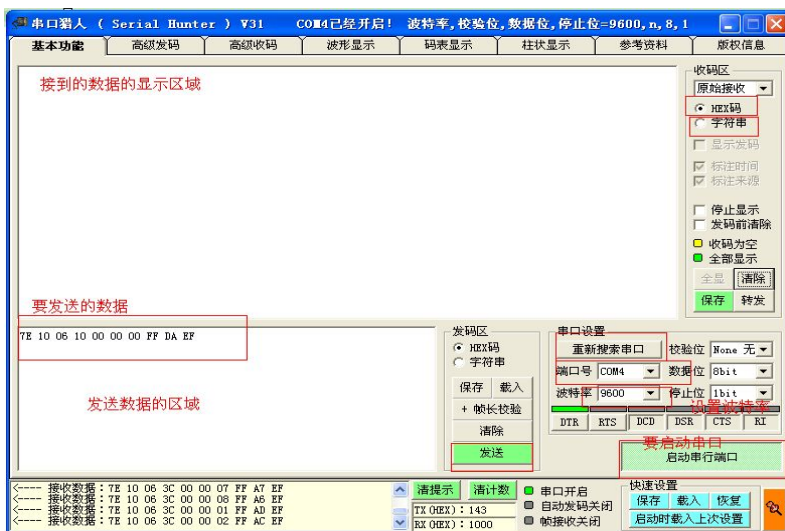 串口猎人 ( Serial Hunter ) V31 COM4已经开启! 波特率,校验位,数据位,停止位=9600,n,8,1
基本功能 高级发码 高级收码 波形显示 码表显示 柱状显示 参考资料 版权信息
接到的数据的显示区域
收码区
原始接收
HEX码
字符串
显示发码
标注时间
标注来源
停止显示
发码前清除
收码为空
全部显示
全显 清除
保存 转发
要发送的数据
7E 10 06 10 00 00 00 FF DA EF
发送数据的区域
发码区
HEX码
字符串
保存 载入
+ 帧长校验
清除
发送
串口设置
重新搜索串口 校验位 None 无
端口号 COM4 数据位 8bit
波特率 9600 停止位 1bit
设置波特率
DTR RTS DCD DSR CTS RI
要启动串口
启动串行端口
<---- 接收数据：7E 10 06 3C 00 00 07 FF A7 EF
<---- 接收数据：7E 10 06 3C 00 00 08 FF A6 EF
<---- 接收数据：7E 10 06 3C 00 00 01 FF AD EF
<---- 接收数据：7E 10 06 3C 00 00 02 FF AC EF
清提示 清计数
TX(HEX)：143
RX(HEX)：1000
串口开启
自动发码关闭
帧接收关闭
快速设置
保存 载入 恢复
启动时载入上次设置